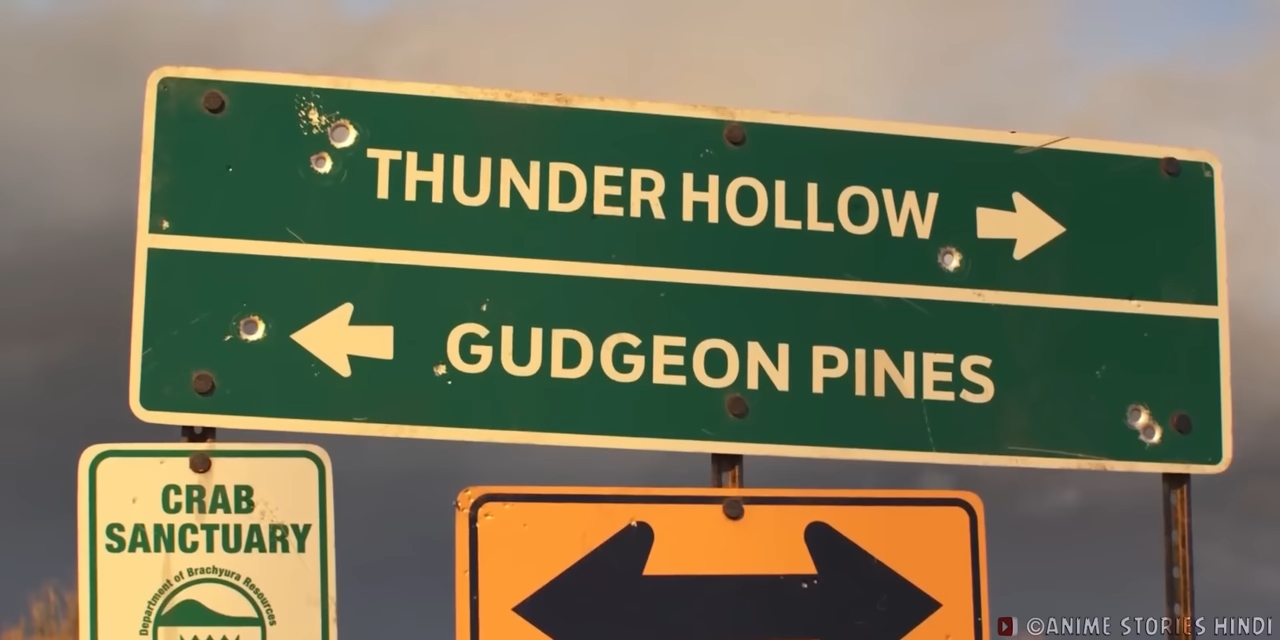 THUNDER HOLLOW
GUDGEON PINES
CRAB
SANCTUARY
Department of Brachyura Resources
©ANIME STORIES HINDI